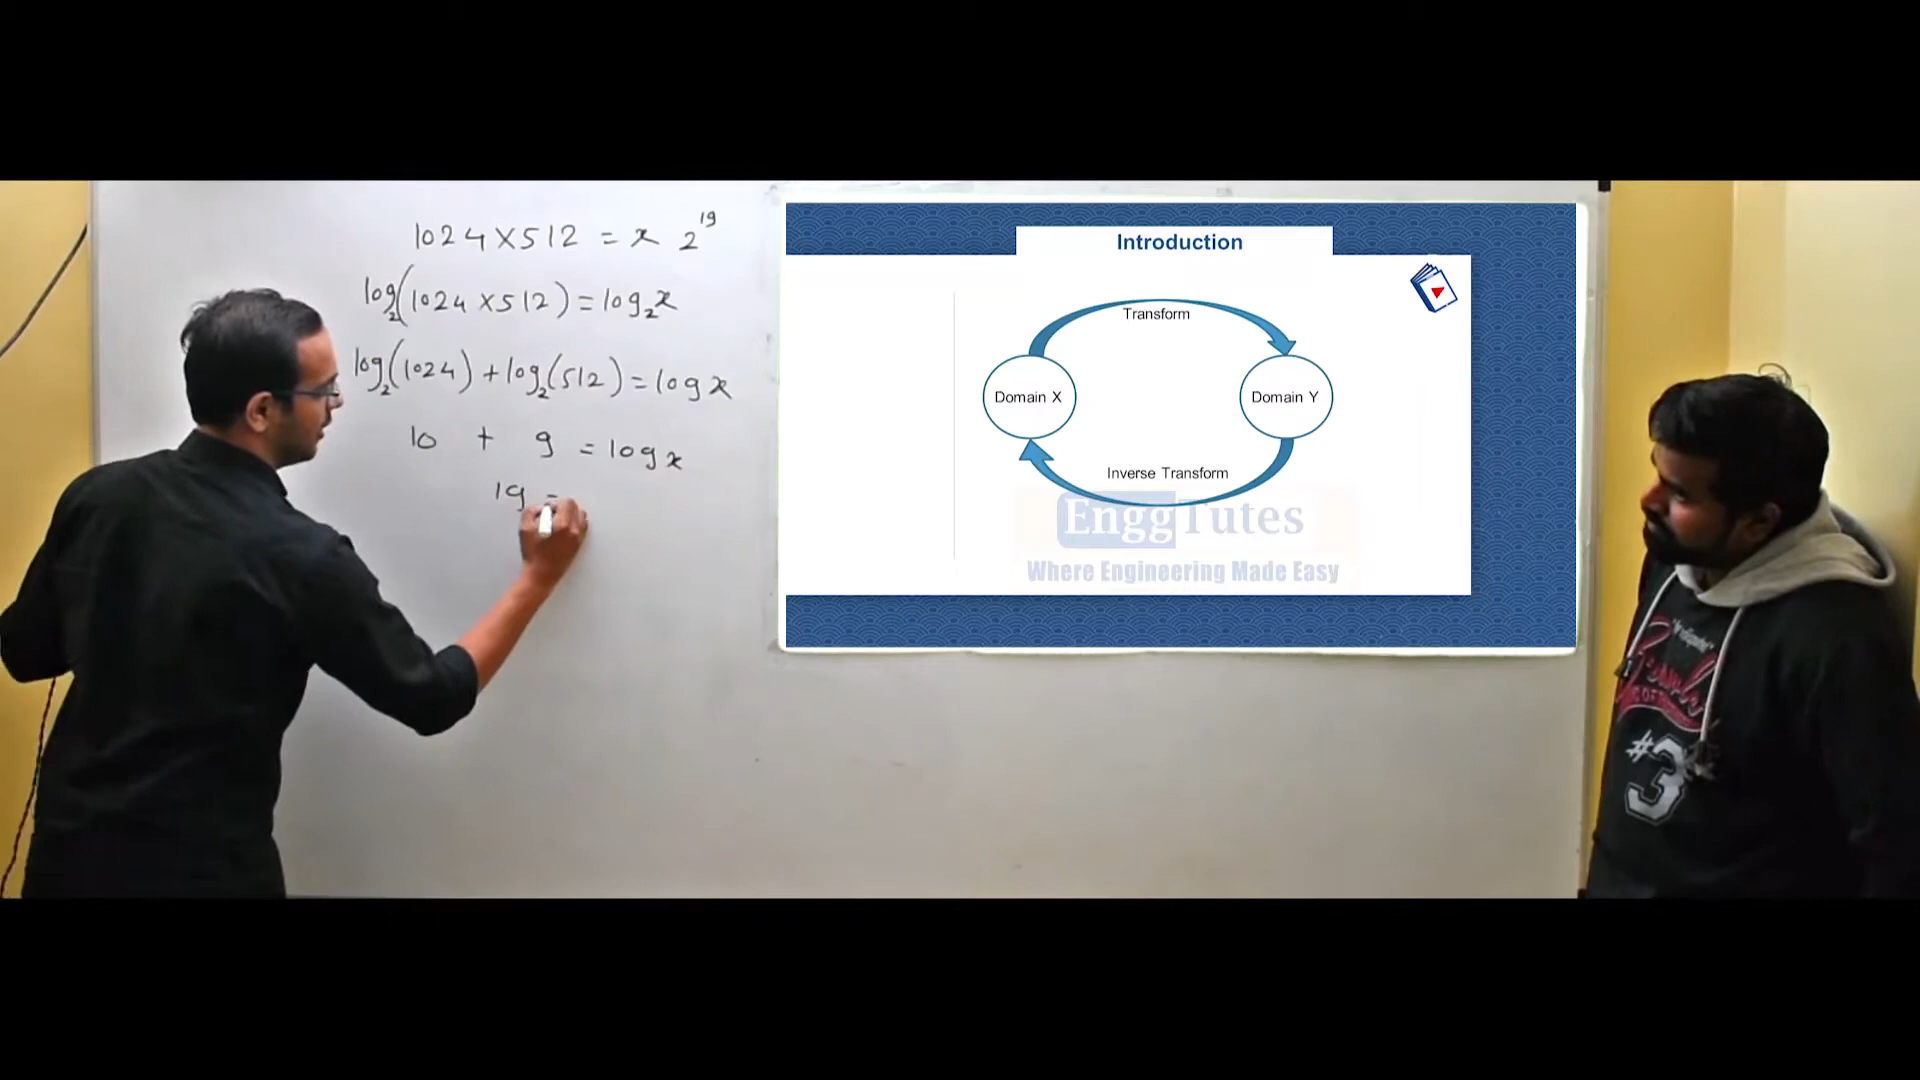 1024 X 512 = x 2^19
log₂(1024 X 512) = log₂x
log₂(1024) + log₂(512) = log x
10 + 9 = log x
19 =
Introduction
Transform
Domain X
Domain Y
Inverse Transform
EnggTutes
Where Engineering Made Easy
#3